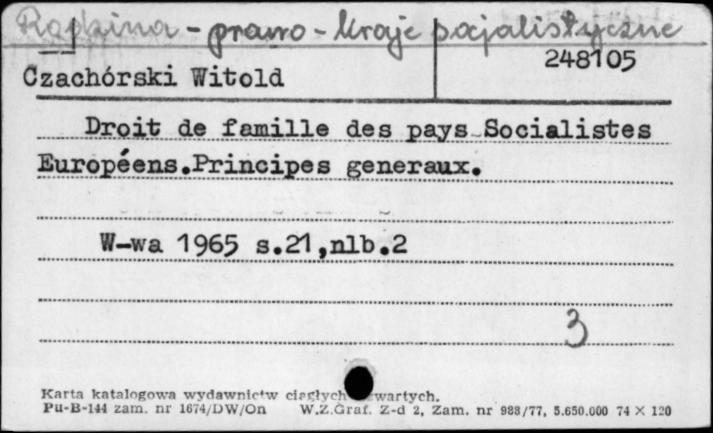 Rodzina - prawo - kraje socjalistyczne
248105
Czachórski Witold
Droit de famille des pays Socialistes
Européens.Principes generaux.
W-wa 1965 s.21,nlb.2
3
Karta katalogowa wydawnictw ciągłych zwartych.
Pu-B-144 zam. nr 1674/DW/On W.Z.Graf. Z-d 2, Zam. nr 988/77, 5.650.000 74 X 120